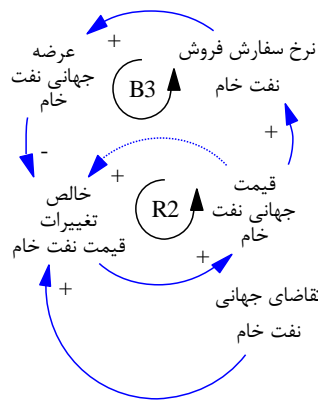 نرخ سفارش فروش
نفت خام
+
عرضه
جهانی نفت
خام
B3
+
-
+
خالص
تغییرات
قیمت نفت خام
R2
قیمت
جهانی نفت
خام
+
+
تقاضای جهانی
نفت خام